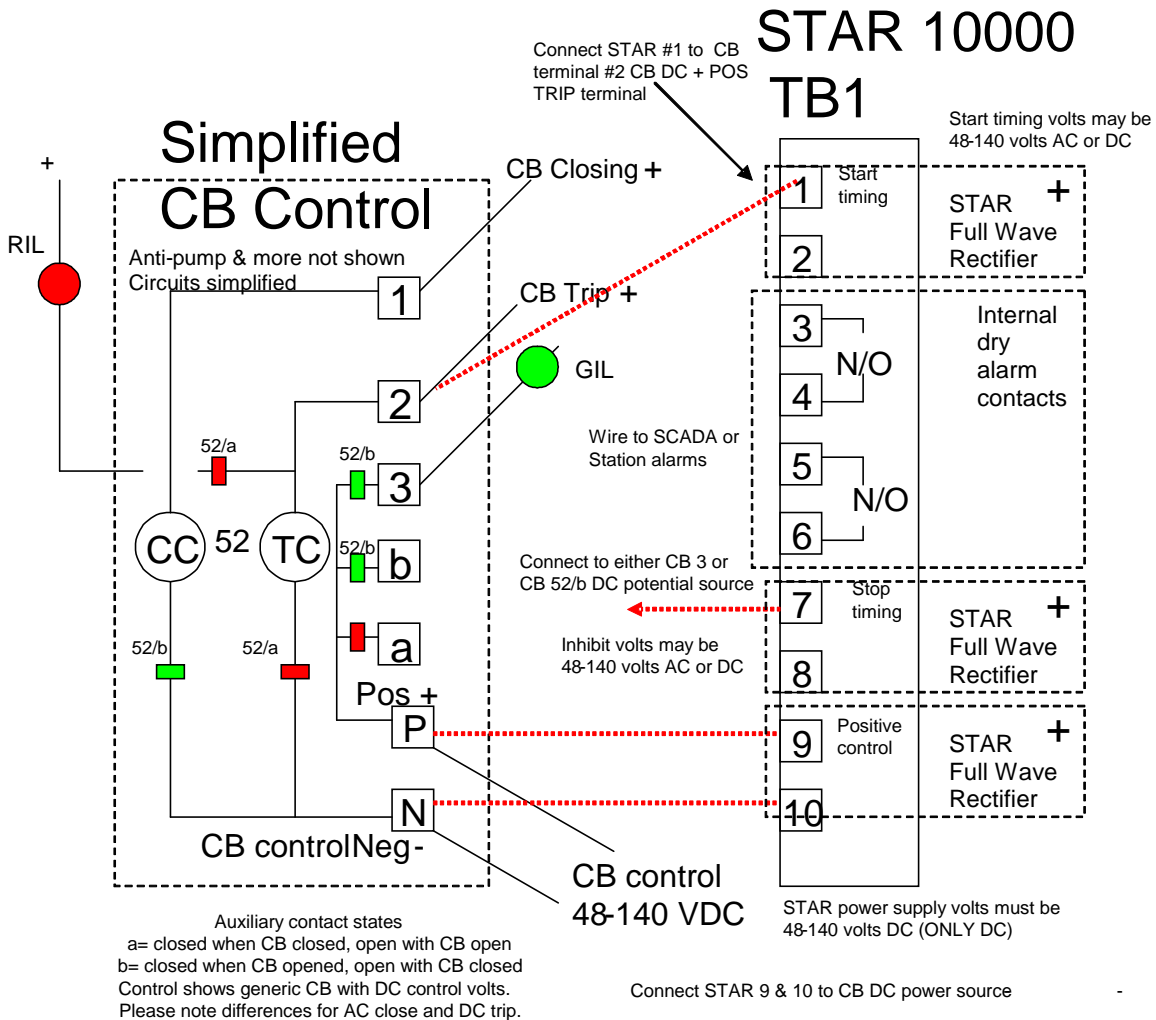 STAR 10000
TB1
Connect STAR #1 to CB
terminal #2 CB DC + POS
TRIP terminal
Start timing volts may be
48-140 volts AC or DC
Simplified
CB Control
Anti-pump & more not shown
Circuits simplified
+
RIL
CB Closing +
CB Trip +
GIL
1
2
3
b
a
Pos +
P
N
CB controlNeg-
52/a
52/b
52/b
CC
52
TC
52/b
52/a
CB control
48-140 VDC
Wire to SCADA or
Station alarms
Connect to either CB 3 or
CB 52/b DC potential source
Inhibit volts may be
48-140 volts AC or DC
1
Start
timing
2
STAR
Full Wave
Rectifier
+
3
4
N/O
5
6
N/O
Internal
dry
alarm
contacts
7
Stop
timing
8
STAR
Full Wave
Rectifier
+
9
Positive
control
10
STAR
Full Wave
Rectifier
+
STAR power supply volts must be
48-140 volts DC (ONLY DC)
Auxiliary contact states
a= closed when CB closed, open with CB open
b= closed when CB opened, open with CB closed
Control shows generic CB with DC control volts.
Please note differences for AC close and DC trip.
Connect STAR 9 & 10 to CB DC power source
-